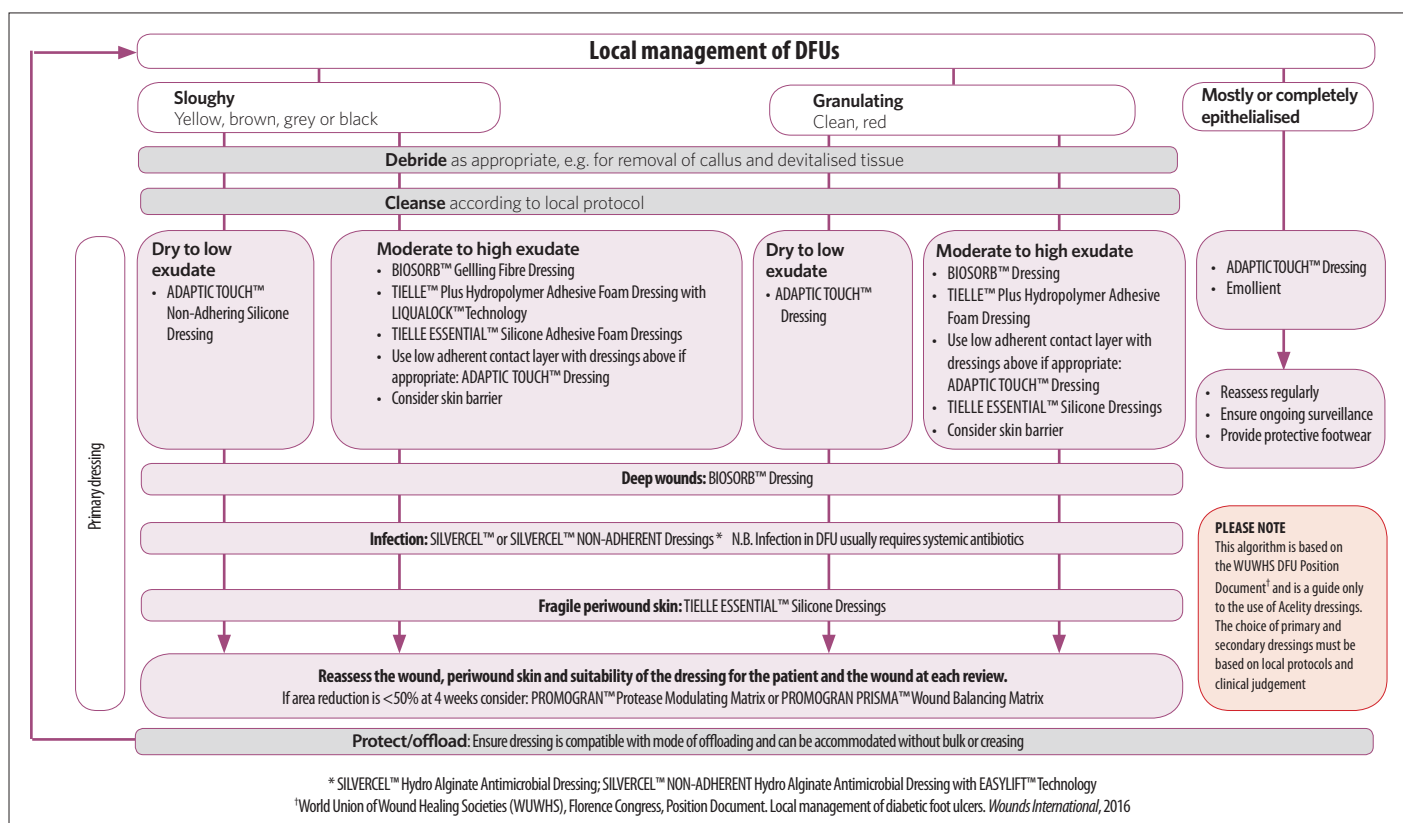 Local management of DFUs
Sloughy
Yellow, brown, grey or black
Granulating
Clean, red
Mostly or completely
epithelialised
Debride as appropriate, e.g. for removal of callus and devitalised tissue
Cleanse according to local protocol
Primary dressing
Dry to low
exudate
• ADAPTIC TOUCH™
Non-Adhering Silicone
Dressing
Moderate to high exudate
• BIOSORB™ Gellling Fibre Dressing
• TIELLE™ Plus Hydropolymer Adhesive Foam Dressing with
LIQUALOCK™ Technology
• TIELLE ESSENTIAL™ Silicone Adhesive Foam Dressings
• Use low adherent contact layer with dressings above if
appropriate: ADAPTIC TOUCH™ Dressing
• Consider skin barrier
Dry to low
exudate
• ADAPTIC TOUCH™
Dressing
Moderate to high exudate
• BIOSORB™ Dressing
• TIELLE™ Plus Hydropolymer Adhesive
Foam Dressing
• Use low adherent contact layer with
dressings above if appropriate:
ADAPTIC TOUCH™ Dressing
• TIELLE ESSENTIAL™ Silicone Dressings
• Consider skin barrier
• ADAPTIC TOUCH™ Dressing
• Emollient
• Reassess regularly
• Ensure ongoing surveillance
• Provide protective footwear
Deep wounds: BIOSORB™ Dressing
Infection: SILVERCEL™ or SILVERCEL™ NON-ADHERENT Dressings * N.B. Infection in DFU usually requires systemic antibiotics
Fragile periwound skin: TIELLE ESSENTIAL™ Silicone Dressings
Reassess the wound, periwound skin and suitability of the dressing for the patient and the wound at each review.
If area reduction is <50% at 4 weeks consider: PROMOGRAN™ Protease Modulating Matrix or PROMOGRAN PRISMA™ Wound Balancing Matrix
PLEASE NOTE
This algorithm is based on
the WUWHS DFU Position
Document† and is a guide only
to the use of Acelity dressings.
The choice of primary and
secondary dressings must be
based on local protocols and
clinical judgement
Protect/offload: Ensure dressing is compatible with mode of offloading and can be accommodated without bulk or creasing
* SILVERCEL™ Hydro Alginate Antimicrobial Dressing; SILVERCEL™ NON-ADHERENT Hydro Alginate Antimicrobial Dressing with EASYLIFT™ Technology
†World Union of Wound Healing Societies (WUWHS), Florence Congress, Position Document. Local management of diabetic foot ulcers. Wounds International, 2016